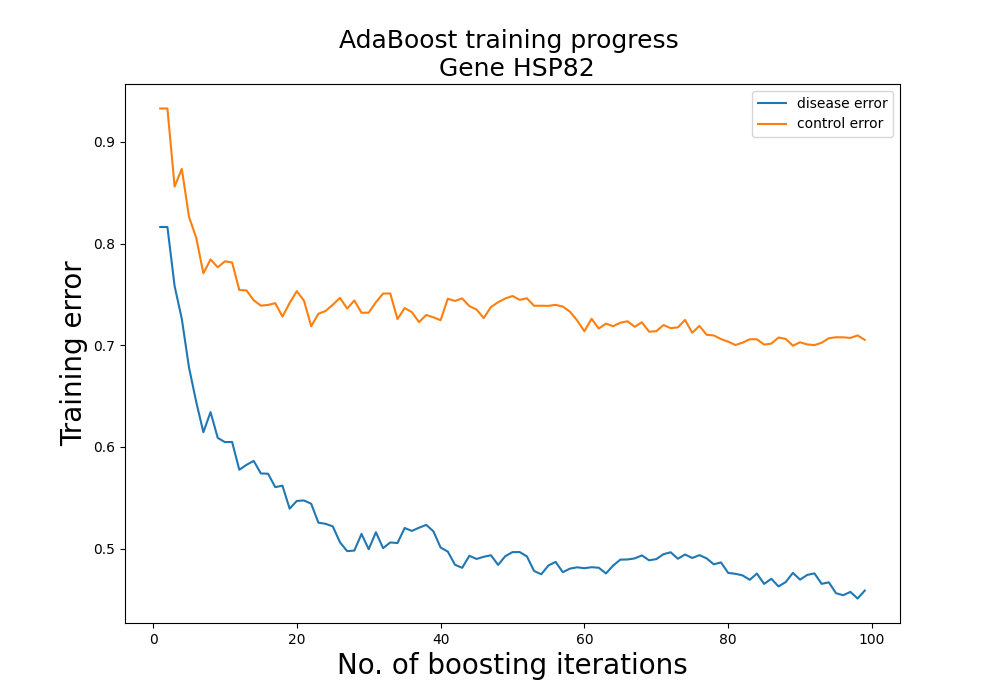 AdaBoost training progress
Gene HSP82
disease error
control error
Training error
0.9
0.8
0.7
0.6
0.5
0
20
40
60
80
100
No. of boosting iterations